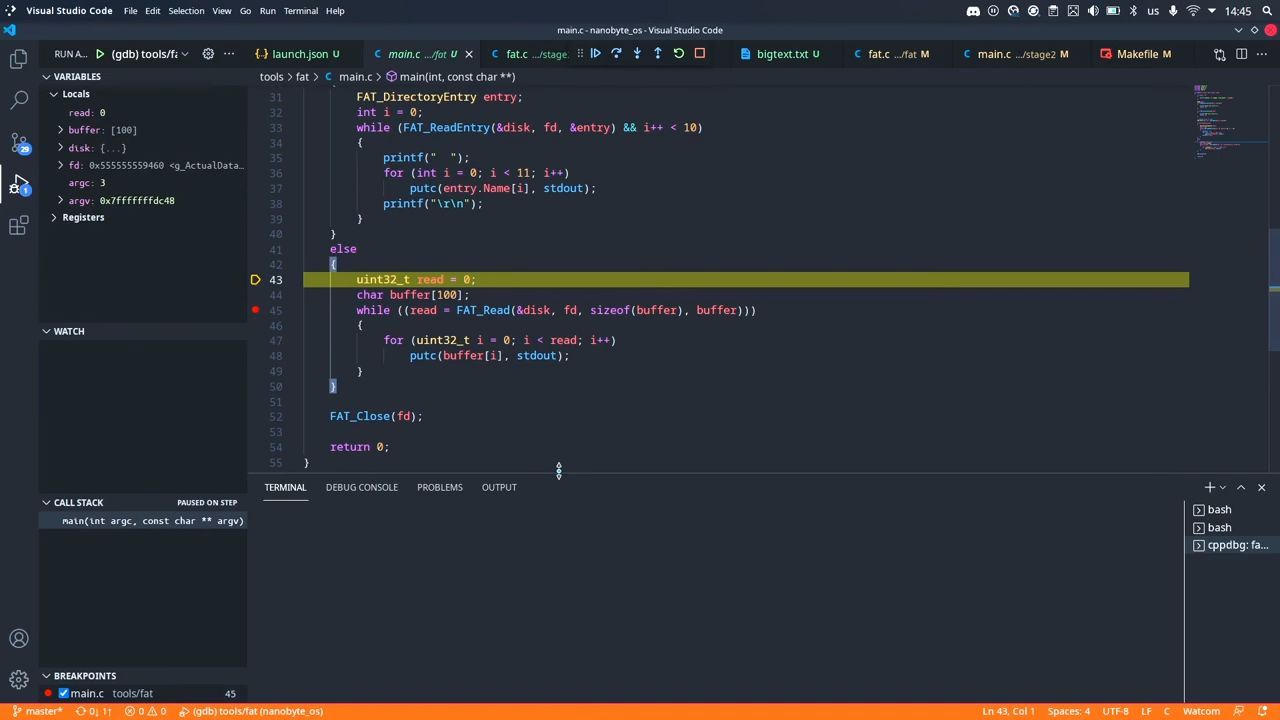 Visual Studio Code File Edit Selection View Go Run Terminal Help us 14:45
main.c - nanobyte_os - Visual Studio Code
RUN A... (gdb) tools/fa launch.json U main.c .../fat U fat.c .../stage bigtext.txt U fat.c M main.c .../stage2 M Makefile M
VARIABLES
tools > fat > main.c > main(int, const char **)
Locals
read: 0
buffer: [100]
disk: {...}
fd: 0x555555559460 <g_ActualData...
argc: 3
argv: 0x7fffffffdc48
Registers
31 FAT_DirectoryEntry entry;
32 int i = 0;
33 while (FAT_ReadEntry(&disk, fd, &entry) && i++ < 10)
34 {
35 printf("  ");
36 for (int i = 0; i < 11; i++)
37 putc(entry.Name[i], stdout);
38 printf("\r\n");
39 }
40 }
41 else
42 {
43 uint32_t read = 0;
44 char buffer[100];
45 while ((read = FAT_Read(&disk, fd, sizeof(buffer), buffer)))
46 {
47 for (uint32_t i = 0; i < read; i++)
48 putc(buffer[i], stdout);
49 }
50 }
51
52 FAT_Close(fd);
53
54 return 0;
55 }
29
1
WATCH
CALL STACK PAUSED ON STEP
main(int argc, const char ** argv)
BREAKPOINTS
main.c tools/fat 45
TERMINAL DEBUG CONSOLE PROBLEMS OUTPUT
bash
bash
cppdbg: fa...
master* 0↓ 1↑ 0 0 (gdb) tools/fat (nanobyte_os) Ln 43, Col 1 Spaces: 4 UTF-8 LF C Watcom